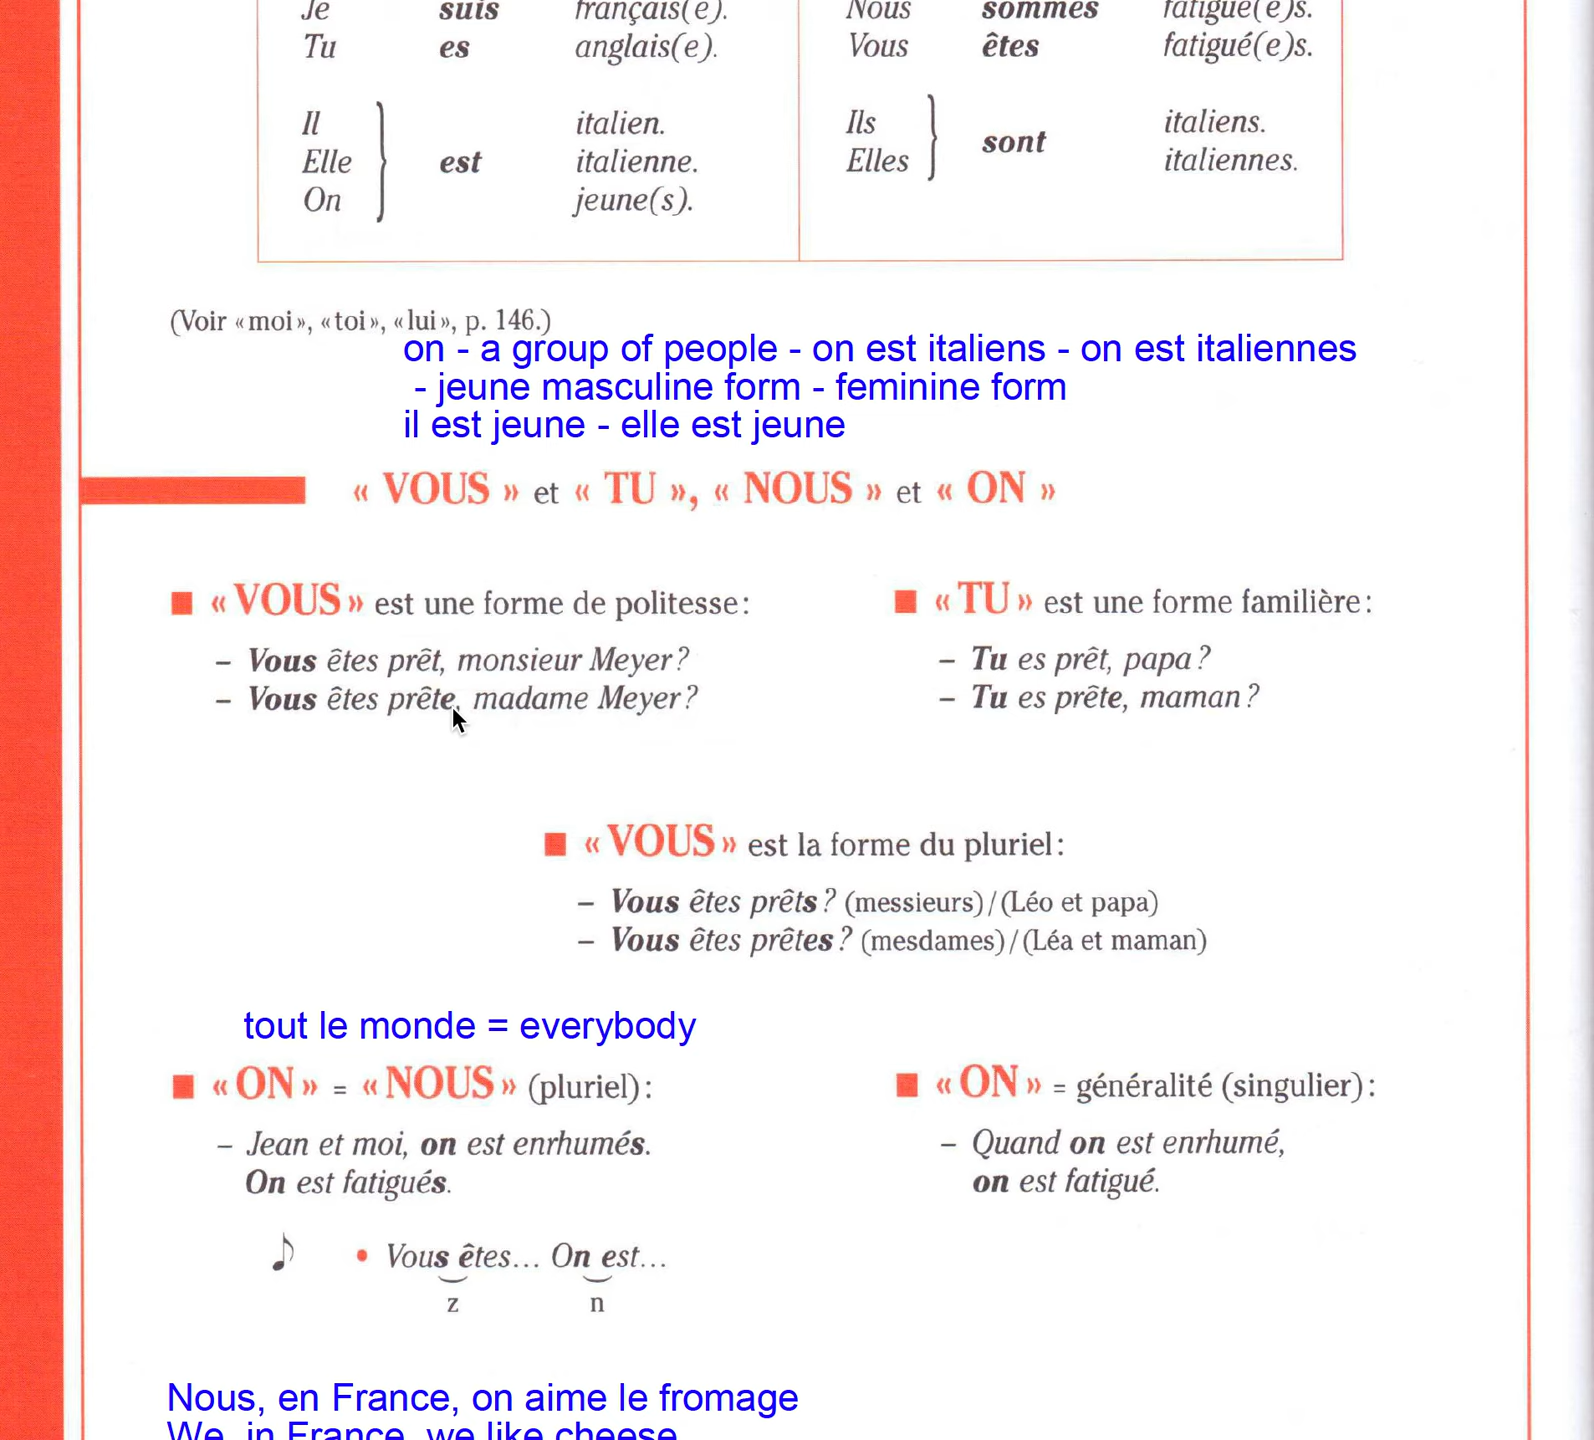 Je suis français(e).
Nous sommes fatigué(e)s.
Tu es anglais(e).
Vous êtes fatigué(e)s.
Il
Elle
On
est
italien.
italienne.
jeune(s).
Ils
Elles
sont
italiens.
italiennes.
(Voir «moi», «toi», «lui», p. 146.)
on - a group of people - on est italiens - on est italiennes
- jeune masculine form - feminine form
il est jeune - elle est jeune
« VOUS » et « TU », « NOUS » et « ON »
■ « VOUS » est une forme de politesse :
– Vous êtes prêt, monsieur Meyer ?
– Vous êtes prête, madame Meyer ?
■ « TU » est une forme familière :
– Tu es prêt, papa ?
– Tu es prête, maman ?
■ « VOUS » est la forme du pluriel :
– Vous êtes prêts ? (messieurs) / (Léo et papa)
– Vous êtes prêtes ? (mesdames) / (Léa et maman)
tout le monde = everybody
■ « ON » = « NOUS » (pluriel) :
– Jean et moi, on est enrhumés.
On est fatigués.
■ « ON » = généralité (singulier) :
– Quand on est enrhumé,
on est fatigué.
♪ • Vous êtes… On est…
z n
Nous, en France, on aime le fromage
We, in France, we like cheese